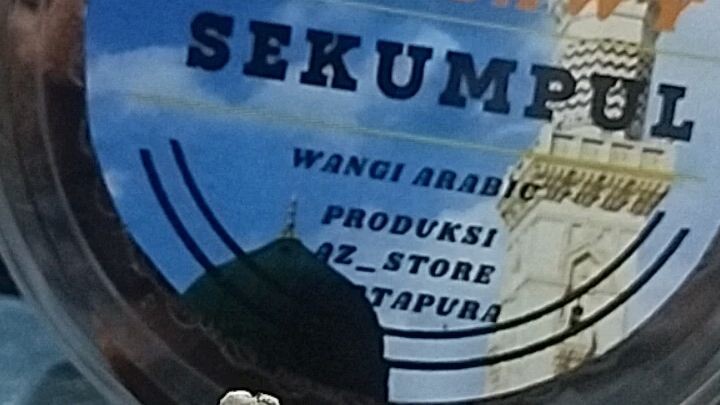 SEKUMPUL
WANGI ARABIC
PRODUKSI
AZ_STORE